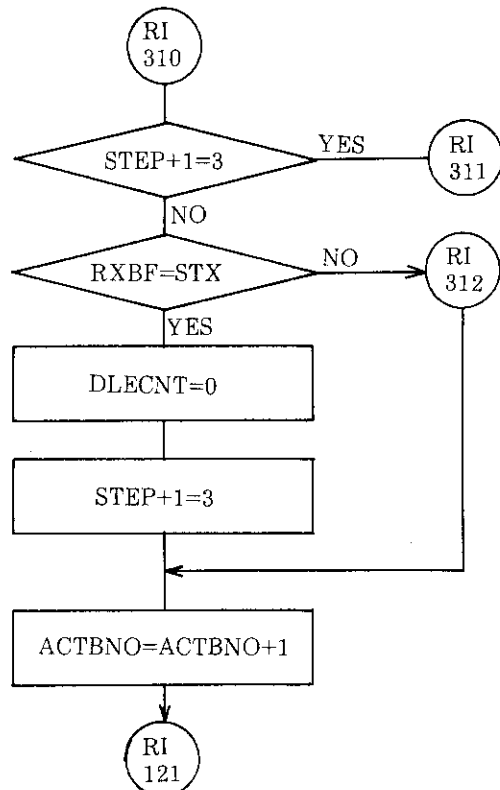 RI
310
STEP+1=3
YES
RI
311
NO
RXBF=STX
NO
RI
312
YES
DLECNT=0
STEP+1=3
ACTBNO=ACTBNO+1
RI
121